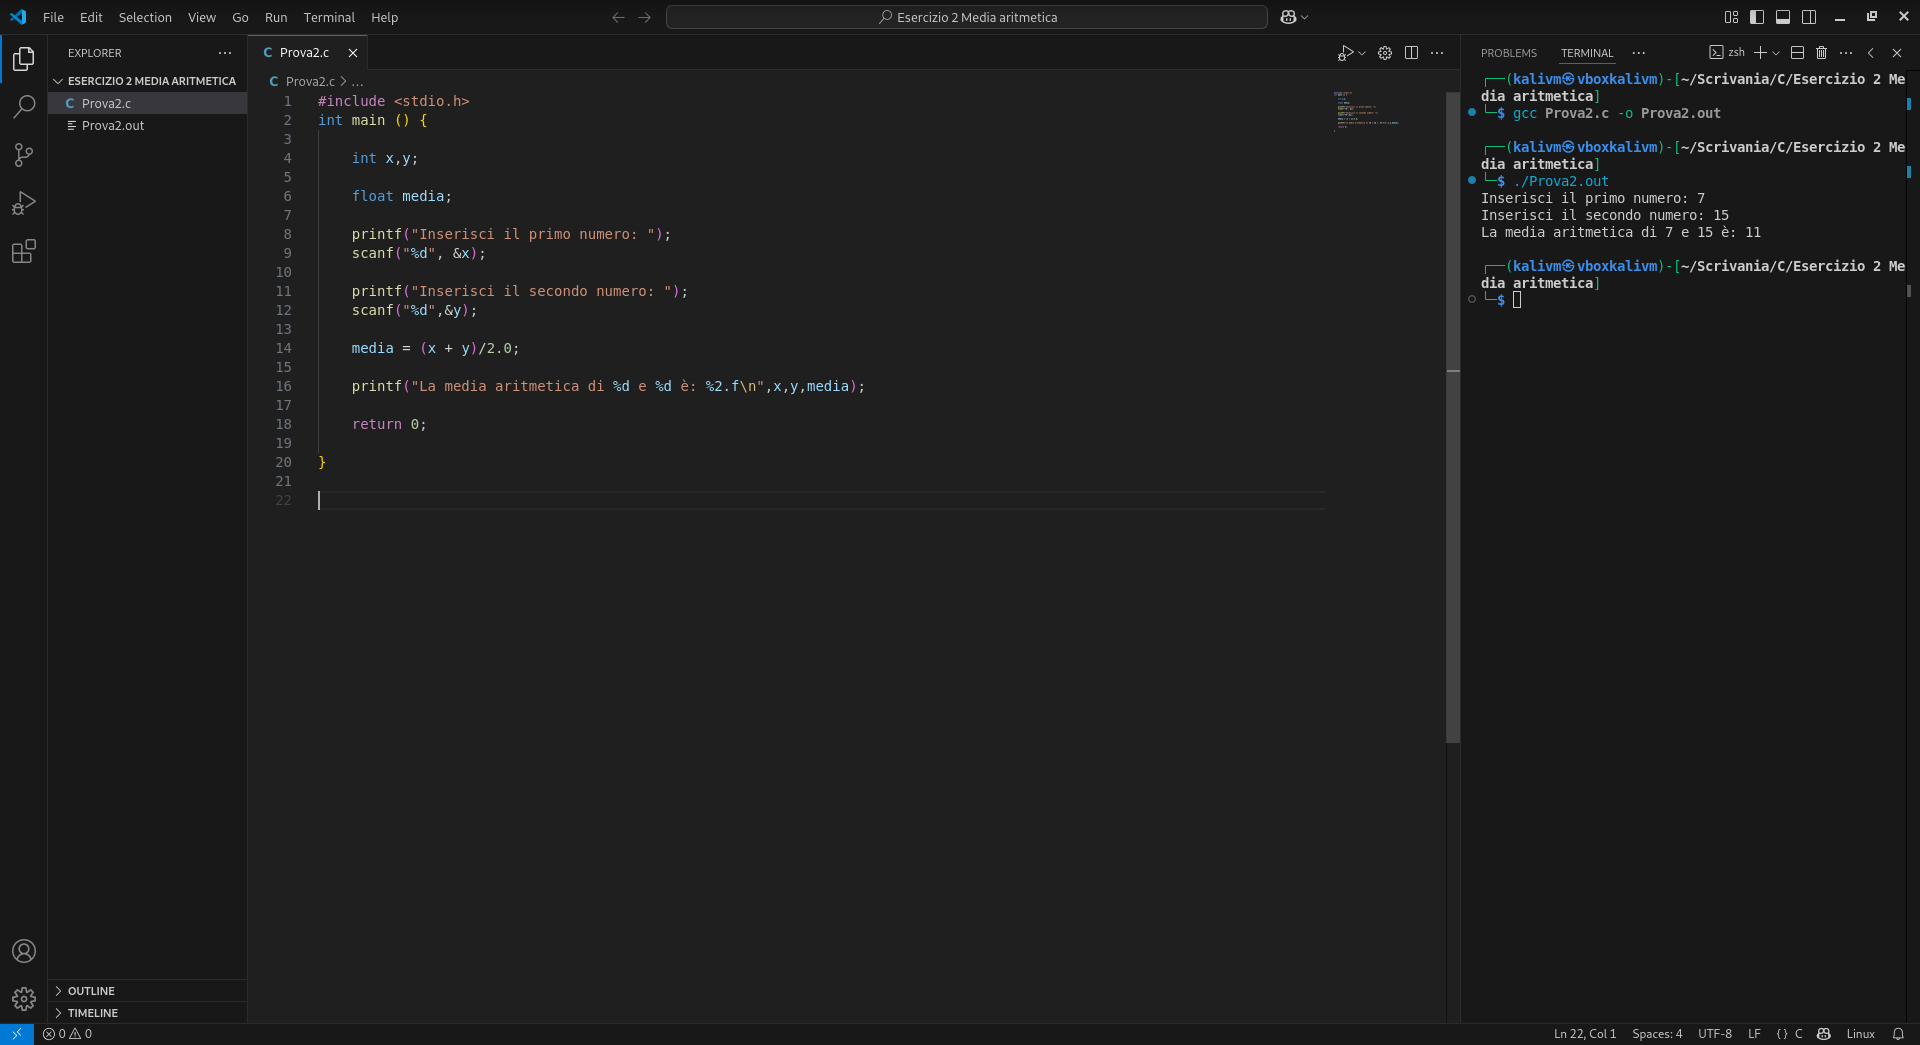 File Edit Selection View Go Run Terminal Help
Esercizio 2 Media aritmetica
EXPLORER
ESERCIZIO 2 MEDIA ARITMETICA
C Prova2.c
Prova2.out
OUTLINE
TIMELINE
C Prova2.c
C Prova2.c > ...
1 #include <stdio.h>
2 int main () {
3
4 int x,y;
5
6 float media;
7
8 printf("Inserisci il primo numero: ");
9 scanf("%d", &x);
10
11 printf("Inserisci il secondo numero: ");
12 scanf("%d",&y);
13
14 media = (x + y)/2.0;
15
16 printf("La media aritmetica di %d e %d è: %2.f\n",x,y,media);
17
18 return 0;
19
20 }
21
22
PROBLEMS TERMINAL ... zsh
┌──(kalivm㉿vboxkalivm)-[~/Scrivania/C/Esercizio 2 Me
dia aritmetica]
└─$ gcc Prova2.c -o Prova2.out
┌──(kalivm㉿vboxkalivm)-[~/Scrivania/C/Esercizio 2 Me
dia aritmetica]
└─$ ./Prova2.out
Inserisci il primo numero: 7
Inserisci il secondo numero: 15
La media aritmetica di 7 e 15 è: 11
┌──(kalivm㉿vboxkalivm)-[~/Scrivania/C/Esercizio 2 Me
dia aritmetica]
└─$
0 0
Ln 22, Col 1 Spaces: 4 UTF-8 LF {} C Linux